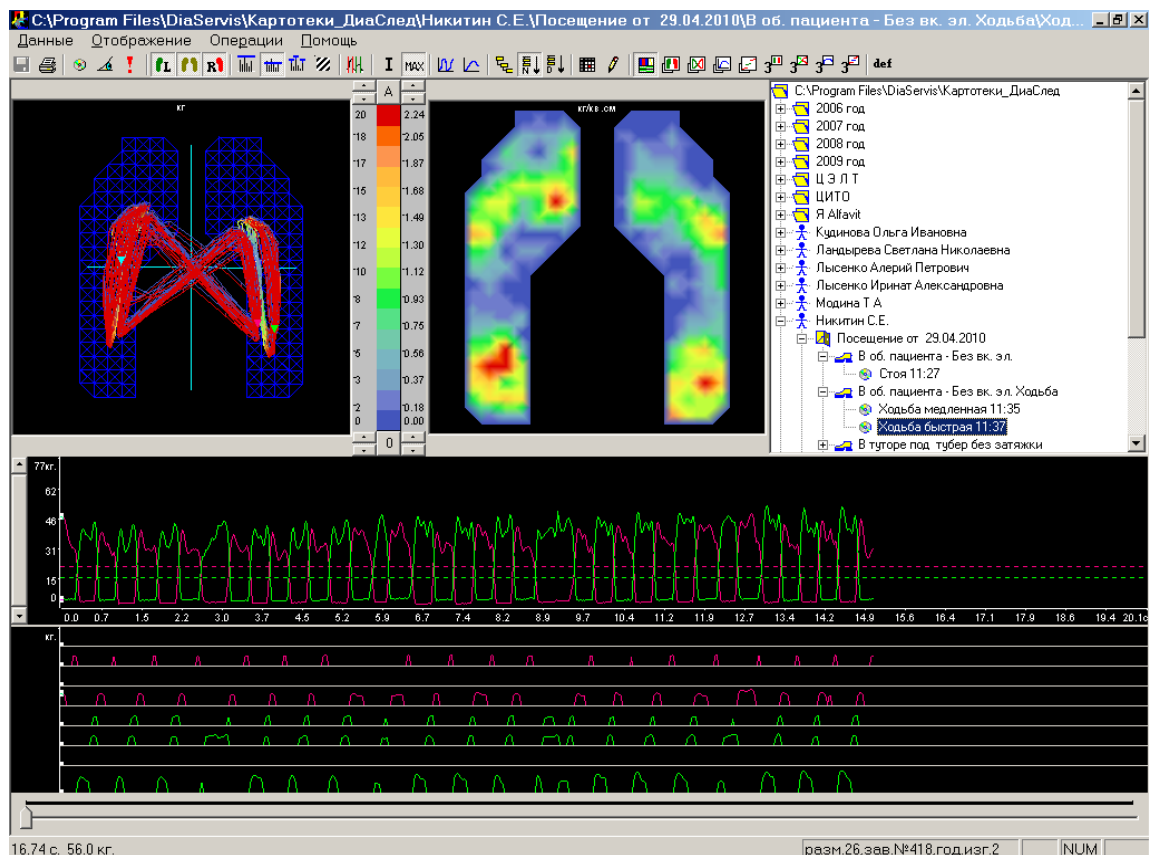 C:\Program Files\DiaServis\Картотеки_ДиаСлед\Никитин С.Е.\Посещение от 29.04.2010\В об. пациента - Без вк. эл. Ходьба\Ход...
Данные Отображение Операции Помощь
I MAX N D 3 3 3 3 def
кг
A
20 2.24
18 2.05
17 1.87
15 1.68
13 1.49
12 1.30
10 1.12
8 0.93
7 0.75
5 0.56
3 0.37
2 0.18
0 0.00
0
кг/кв.см
C:\Program Files\DiaServis\Картотеки_ДиаСлед
2006 год
2007 год
2008 год
2009 год
Ц Э Л Т
ЦИТО
Я Alfavit
Кудинова Ольга Ивановна
Ландырева Светлана Николаевна
Лысенко Алерий Петрович
Лысенко Иринат Александровна
Модина Т А
Никитин С.Е.
Посещение от 29.04.2010
В об. пациента - Без вк. эл.
Стоя 11:27
В об. пациента - Без вк. эл. Ходьба
Ходьба медленная 11:35
Ходьба быстрая 11:37
В туторе под тубер без затяжки
77кг.
62
46
31
15
0
0.0 0.7 1.5 2.2 3.0 3.7 4.5 5.2 5.9 6.7 7.4 8.2 8.9 9.7 10.4 11.2 11.9 12.7 13.4 14.2 14.9 15.6 16.4 17.1 17.9 18.6 19.4 20.1с
кг.
16.74 с, 56.0 кг.
разм.26,зав.№418,год.изг.2 NUM